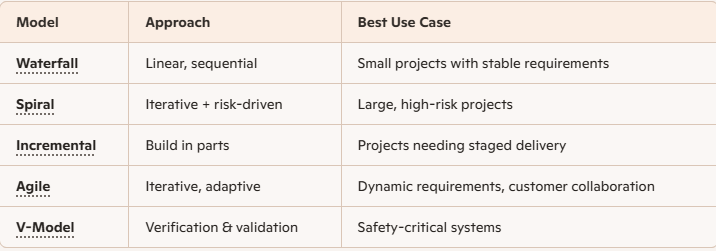 Model Approach Best Use Case
Waterfall Linear, sequential Small projects with stable requirements
Spiral Iterative + risk-driven Large, high-risk projects
Incremental Build in parts Projects needing staged delivery
Agile Iterative, adaptive Dynamic requirements, customer collaboration
V-Model Verification & validation Safety-critical systems